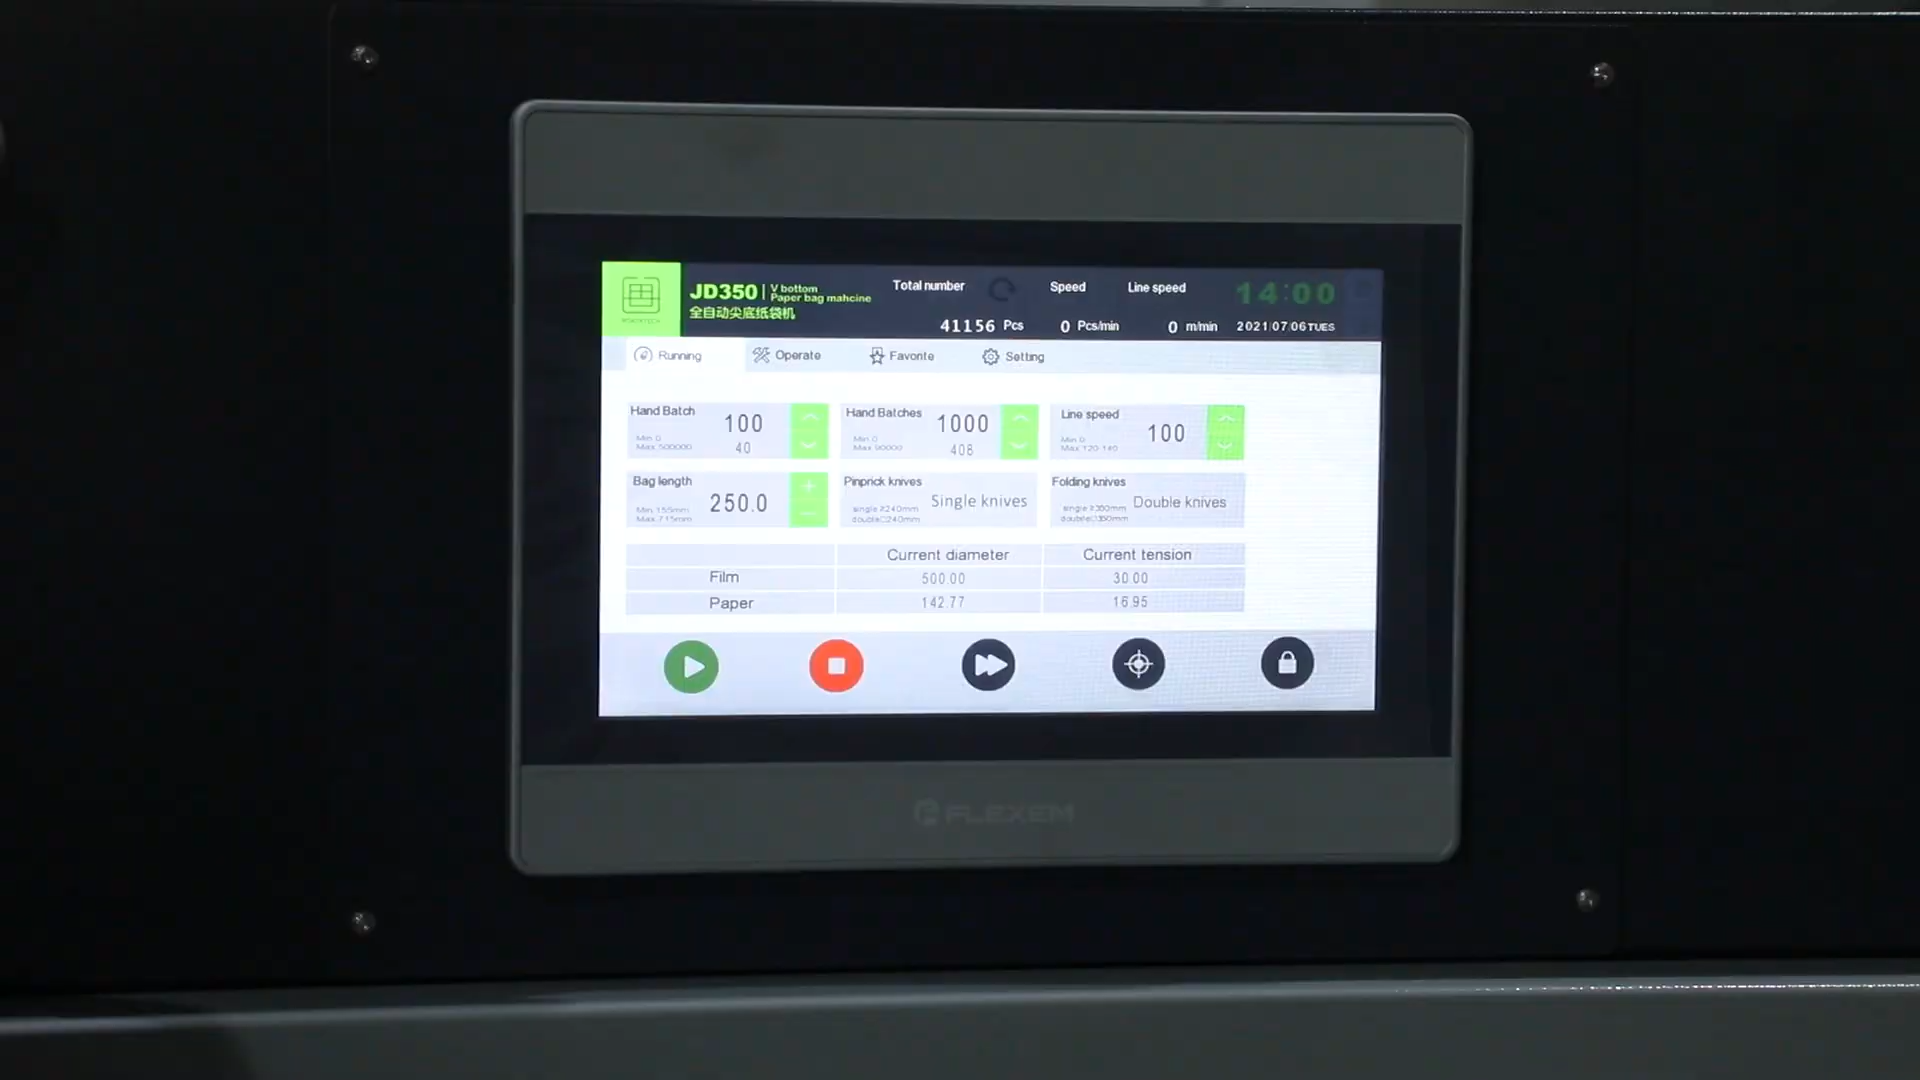 JD350 V bottom
Paper bag mahcine
全自动尖底纸袋机
Total number
41156 Pcs
Speed
0 Pcs/min
Line speed
0 m/min
14:00
2021/07/06 TUES
Running
Operate
Favorite
Setting
Hand Batch
100
Min 0
Max 500000
40
Hand Batches
1000
Min 0
Max 90000
408
Line speed
100
Min 0
Max 120-140
Bag length
250.0
Min 155mm
Max 715mm
Pinprick knives
Single knives
single ≥240mm
double□240mm
Folding knives
Double knives
single ≥350mm
double□350mm
Current diameter Current tension
Film 500.00 30.00
Paper 142.77 16.95
FLEXEM